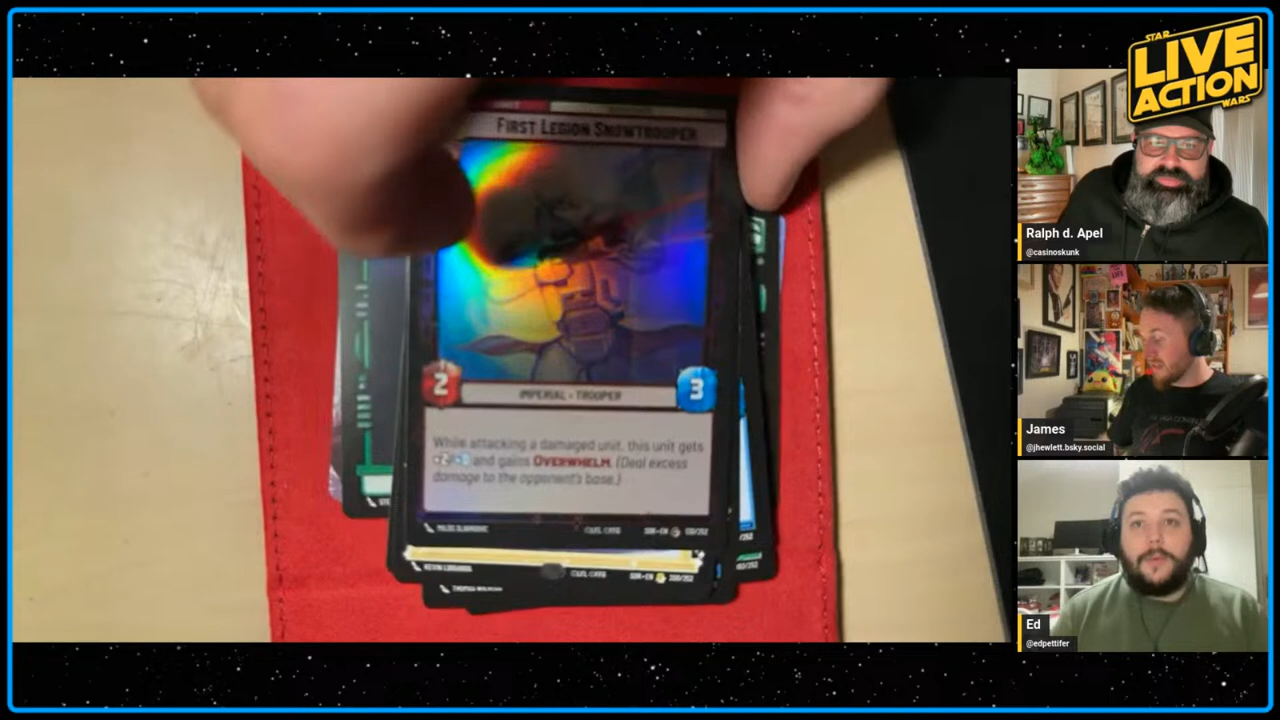 FIRST LEGION SNOWTROOPER
2
3
IMPERIAL • TROOPER
While attacking a damaged unit, this unit gets
and gains OVERWHELM. (Deal excess
damage to the opponent's base.)
STAR
LIVE
ACTION
WARS
Ralph d. Apel
@casinoskunk
James
@jhewlett.bsky.social
Ed
@edpettifer